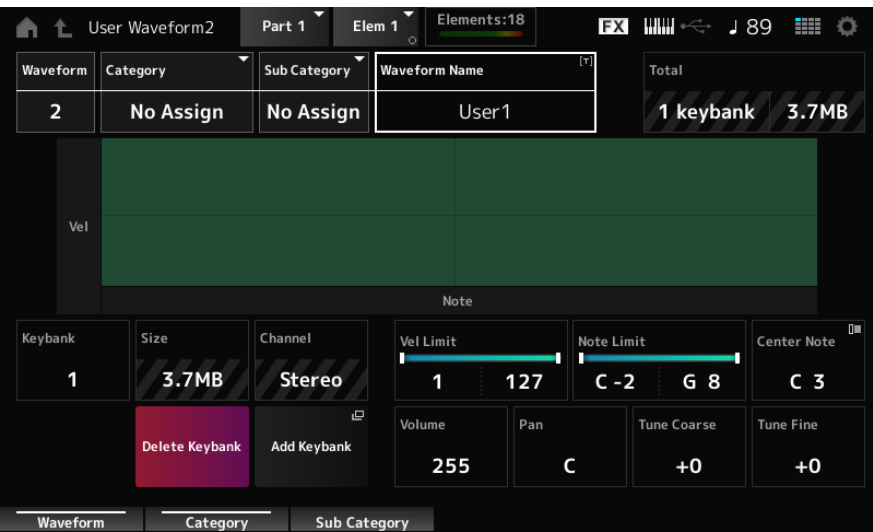 User Waveform2
Part 1
Elem 1
Elements:18
FX
♩ 89
Waveform
Category
Sub Category
Waveform Name
[T]
Total
2
No Assign
No Assign
User1
1 keybank
3.7MB
Vel
Note
Keybank
Size
Channel
Vel Limit
Note Limit
Center Note
1
3.7MB
Stereo
1
127
C -2
G 8
C 3
Delete Keybank
Add Keybank
Volume
Pan
Tune Coarse
Tune Fine
255
C
+0
+0
Waveform
Category
Sub Category